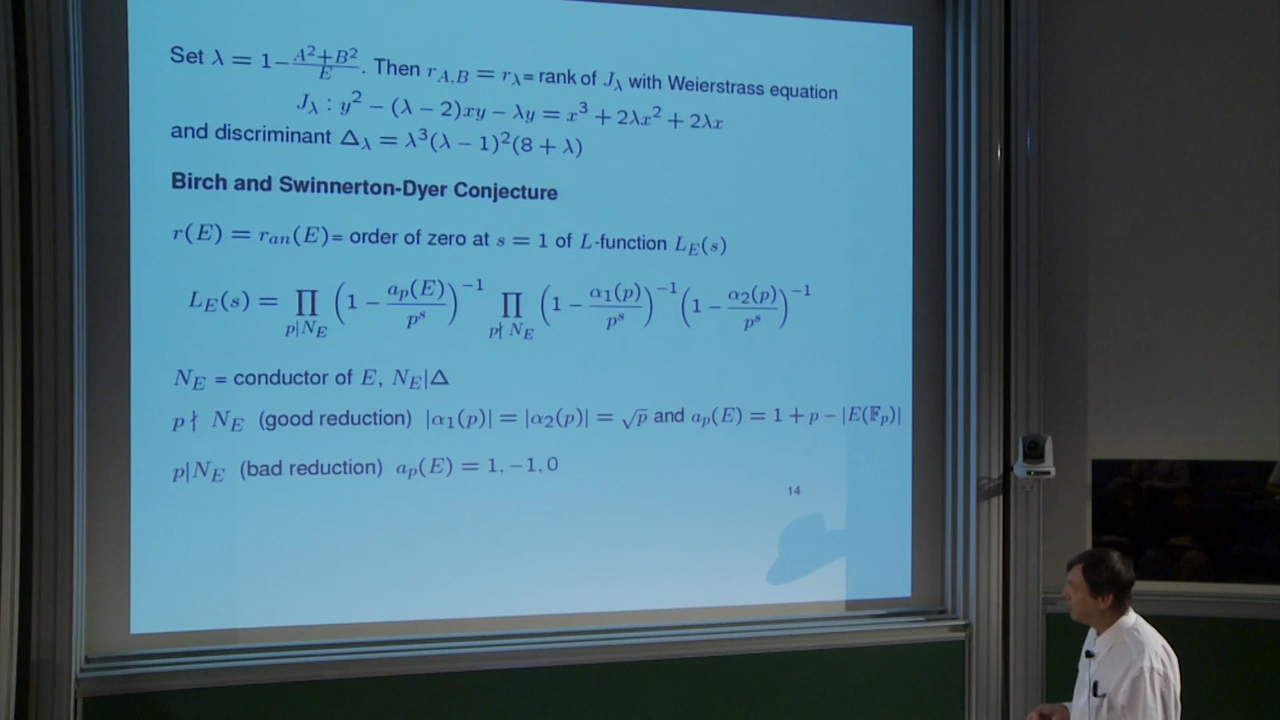 Set λ = 1−\frac{A²+B²}{E}. Then r_{A,B} = r_λ= rank of J_λ with Weierstrass equation
J_λ : y² − (λ − 2)xy − λy = x³ + 2λx² + 2λx
and discriminant Δ_λ = λ³(λ − 1)²(8 + λ)
Birch and Swinnerton-Dyer Conjecture
r(E) = r_{an}(E)= order of zero at s = 1 of L-function L_E(s)
L_E(s) = ∏_{p|N_E} (1 − \frac{a_p(E)}{p^s})^{−1} ∏_{p∤ N_E} (1 − \frac{α_1(p)}{p^s})^{−1} (1 − \frac{α_2(p)}{p^s})^{−1}
N_E = conductor of E, N_E|Δ
p ∤ N_E (good reduction) |α_1(p)| = |α_2(p)| = √p and a_p(E) = 1 + p − |E(𝔽_p)|
p|N_E (bad reduction) a_p(E) = 1, −1, 0
14